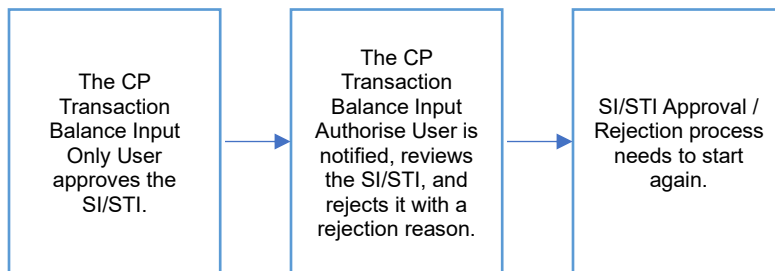 The CP
Transaction
Balance Input
Only User
approves the
SI/STI.
The CP
Transaction
Balance Input
Authorise User is
notified, reviews
the SI/STI, and
rejects it with a
rejection reason.
SI/STI Approval /
Rejection process
needs to start
again.